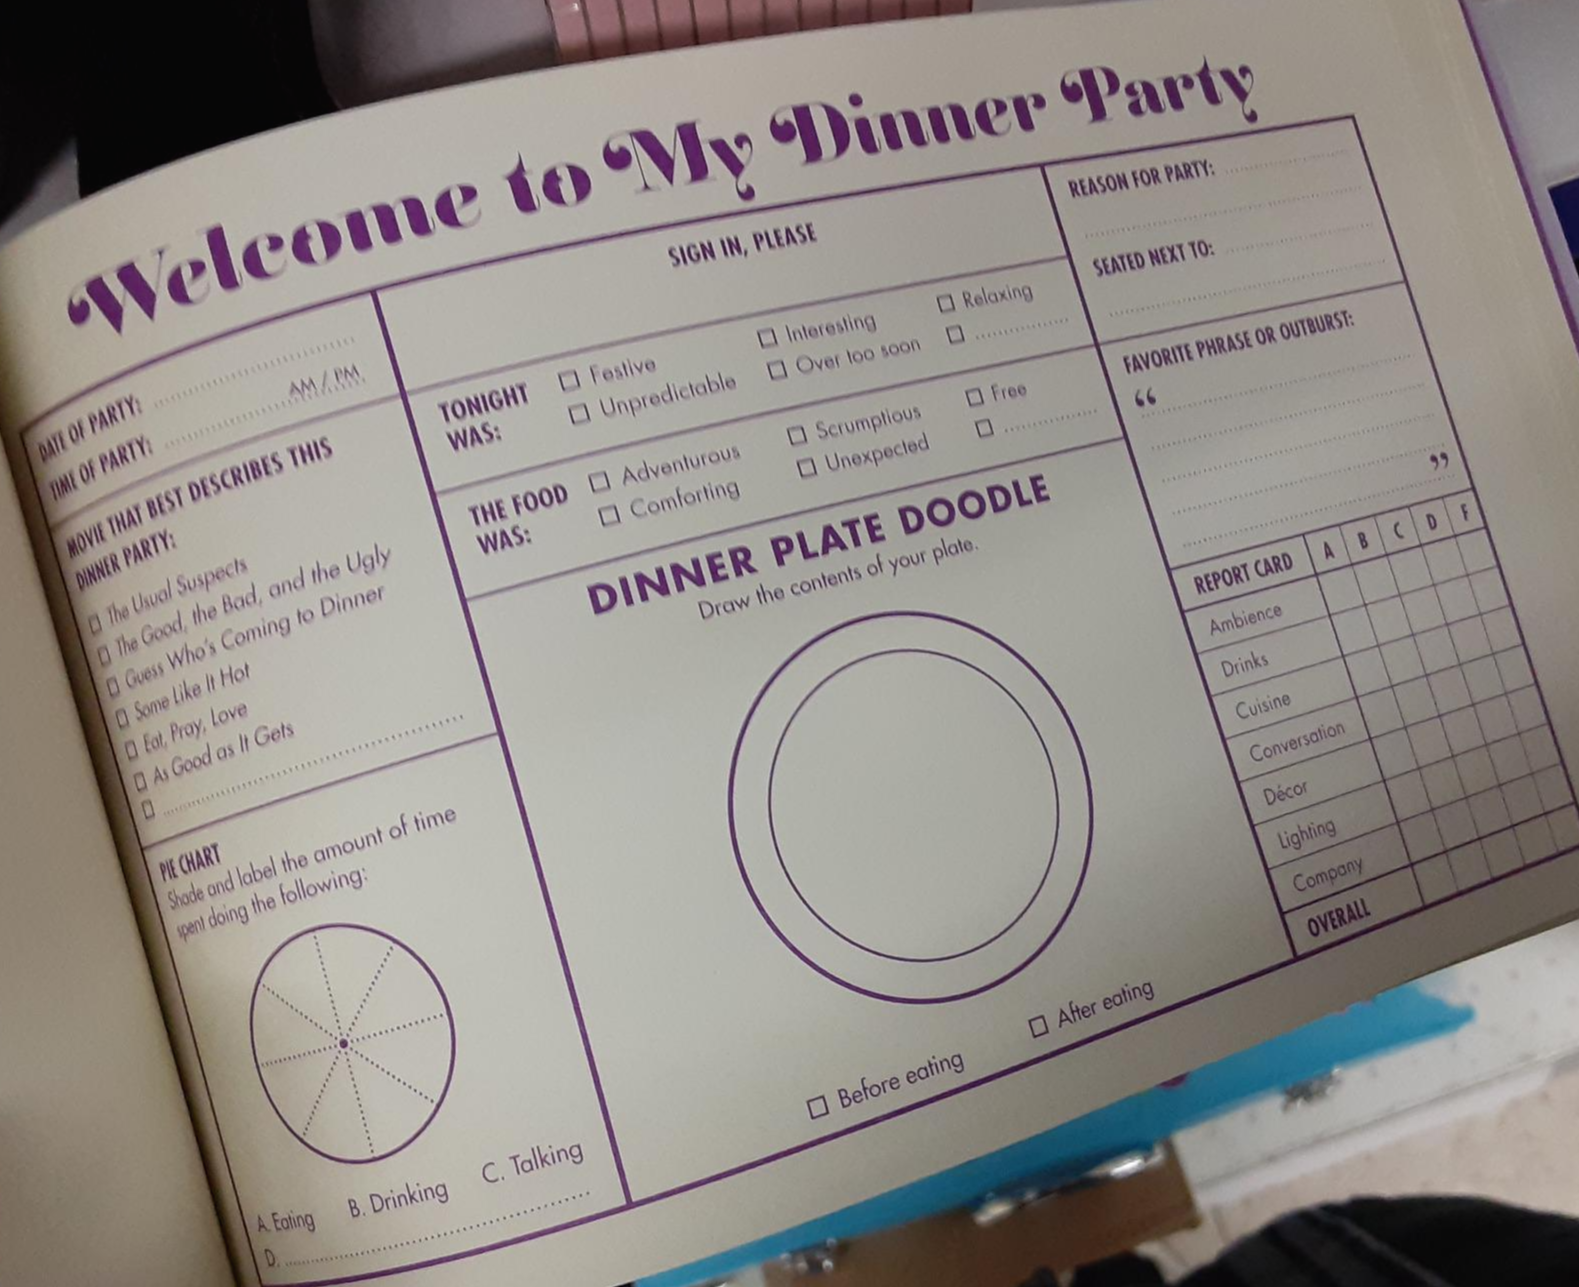 Welcome to My Dinner Party
DATE OF PARTY:
TIME OF PARTY: AM / PM
MOVIE THAT BEST DESCRIBES THIS
DINNER PARTY:
The Usual Suspects
The Good, the Bad, and the Ugly
Guess Who's Coming to Dinner
Some Like It Hot
Eat, Pray, Love
As Good as It Gets
PIE CHART
Shade and label the amount of time
spent doing the following:
A. Eating B. Drinking C. Talking
D.
SIGN IN, PLEASE
TONIGHT
WAS:
Festive Interesting Relaxing
Unpredictable Over too soon
THE FOOD
WAS:
Adventurous Scrumptious Free
Comforting Unexpected
DINNER PLATE DOODLE
Draw the contents of your plate.
Before eating After eating
REASON FOR PARTY:
SEATED NEXT TO:
FAVORITE PHRASE OR OUTBURST:
“
”
REPORT CARD A B C D F
Ambience
Drinks
Cuisine
Conversation
Décor
Lighting
Company
OVERALL